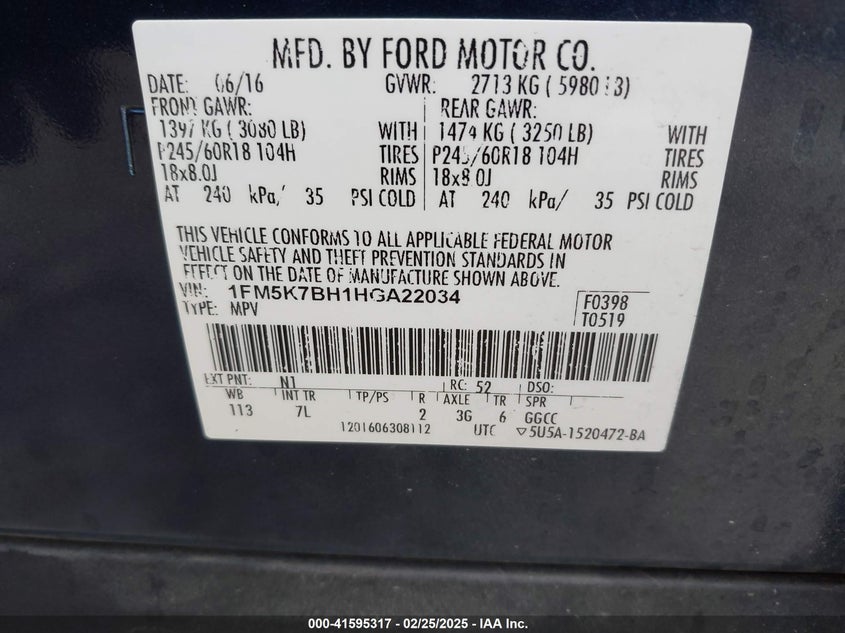 MFD. BY FORD MOTOR CO.
DATE: 06/16 GVWR: 2713 KG ( 5980 LB)
FRONT GAWR: REAR GAWR:
1397 KG ( 3080 LB) WITH 1474 KG ( 3250 LB) WITH
P245/60R18 104H TIRES P245/60R18 104H TIRES
18x8.0J RIMS 18x8.0J RIMS
AT 240 kPa/ 35 PSI COLD AT 240 kPa/ 35 PSI COLD
THIS VEHICLE CONFORMS TO ALL APPLICABLE FEDERAL MOTOR
VEHICLE SAFETY AND THEFT PREVENTION STANDARDS IN
EFFECT ON THE DATE OF MANUFACTURE SHOWN ABOVE.
VIN: 1FM5K7BH1HGA22034 F0398
TYPE: MPV T0519
EXT PNT: N1 RC: 52 DSO:
WB INT TR TP/PS R AXLE TR SPR
113 7L 2 3G 6 GGCC
1201606308112 UTC ▽5U5A-1520472-BA
000-41595317 - 02/25/2025 - IAA Inc.